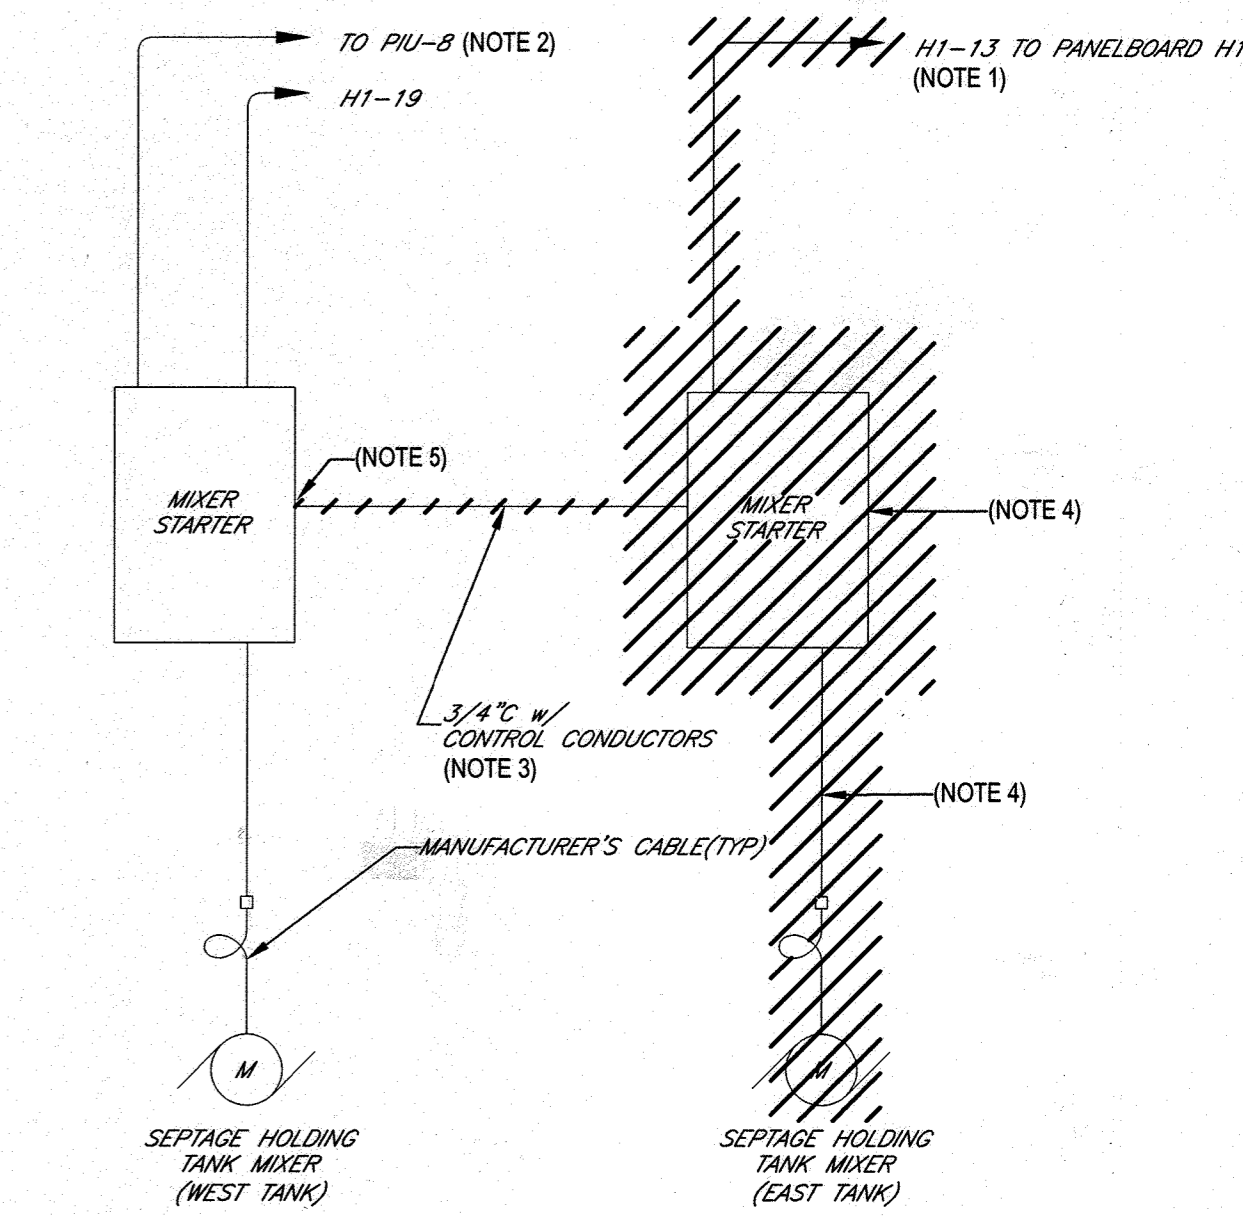 TO PIU-8 (NOTE 2)
H1-19
H1-13 TO PANELBOARD H1
(NOTE 1)
(NOTE 5)
MIXER
STARTER
MIXER
STARTER
(NOTE 4)
3/4"C w/
CONTROL CONDUCTORS
(NOTE 3)
(NOTE 4)
MANUFACTURER'S CABLE(TYP)
M
M
SEPTAGE HOLDING
TANK MIXER
(WEST TANK)
SEPTAGE HOLDING
TANK MIXER
(EAST TANK)